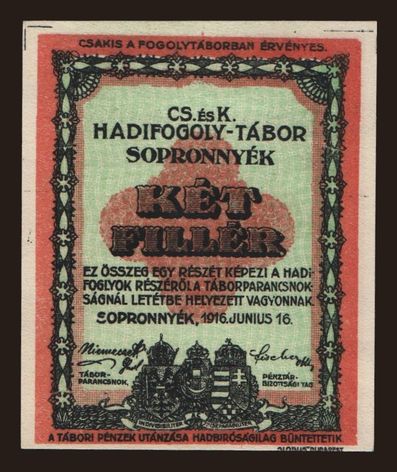 CSAKIS A FOGOLYTÁBORBAN ÉRVÉNYES.
CS. ÉS K.
HADIFOGOLY-TÁBOR
SOPRONNYÉK
KÉT
FILLÉR
EZ ÖSSZEG EGY RÉSZÉT KÉPEZI A HADI-
FOGLYOK RÉSZÉRŐL A TÁBORPARANCSNOK-
SÁGNÁL LETÉTBE HELYEZETT VAGYONNAK.
SOPRONNYÉK, 1916. JUNIUS 16.
TÁBOR-
PARANCSNOK.
PÉNZTÁR-
BIZOTTSÁGI TAG
A TÁBORI PÉNZEK UTÁNZÁSA HADBIRÓSÁGILAG BÜNTETTETIK